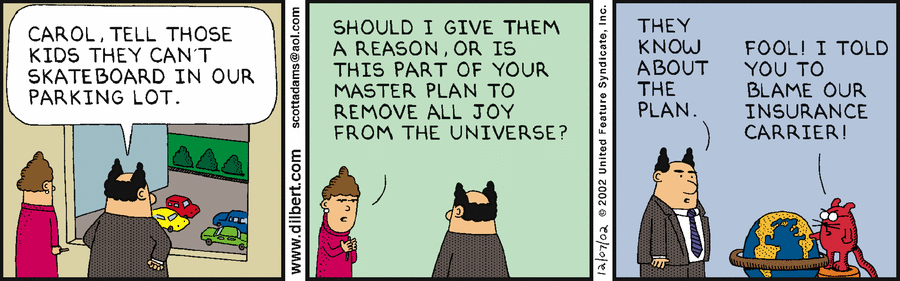 CAROL, TELL THOSE
KIDS THEY CAN'T
SKATEBOARD IN OUR
PARKING LOT.
www.dilbert.com scottadams@aol.com
SHOULD I GIVE THEM
A REASON, OR IS
THIS PART OF YOUR
MASTER PLAN TO
REMOVE ALL JOY
FROM THE UNIVERSE?
12/07/02 © 2002 United Feature Syndicate, Inc.
THEY
KNOW
ABOUT
THE
PLAN.
FOOL! I TOLD
YOU TO
BLAME OUR
INSURANCE
CARRIER!